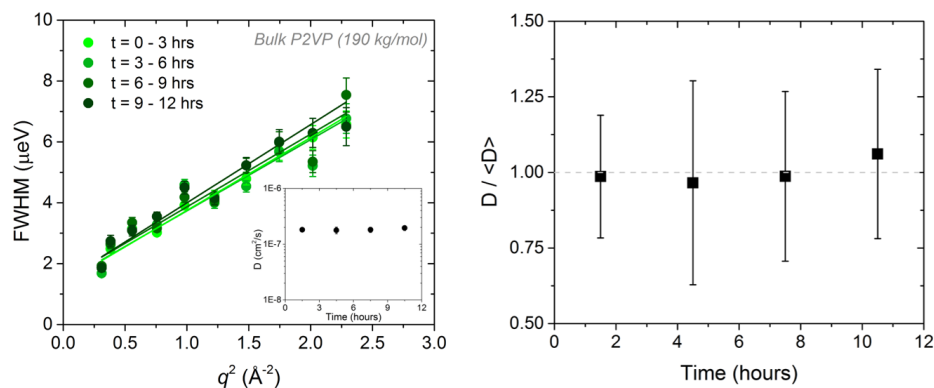 Bulk P2VP (190 kg/mol)
t = 0 - 3 hrs
t = 3 - 6 hrs
t = 6 - 9 hrs
t = 9 - 12 hrs
10
8
6
4
2
0
FWHM (μeV)
0.0 0.5 1.0 1.5 2.0 2.5 3.0
q² (Å⁻²)
1E-6
1E-7
1E-8
D (cm²/s)
0 3 6 9 12
Time (hours)
1.50
1.25
1.00
0.75
0.50
D / <D>
0 2 4 6 8 10 12
Time (hours)